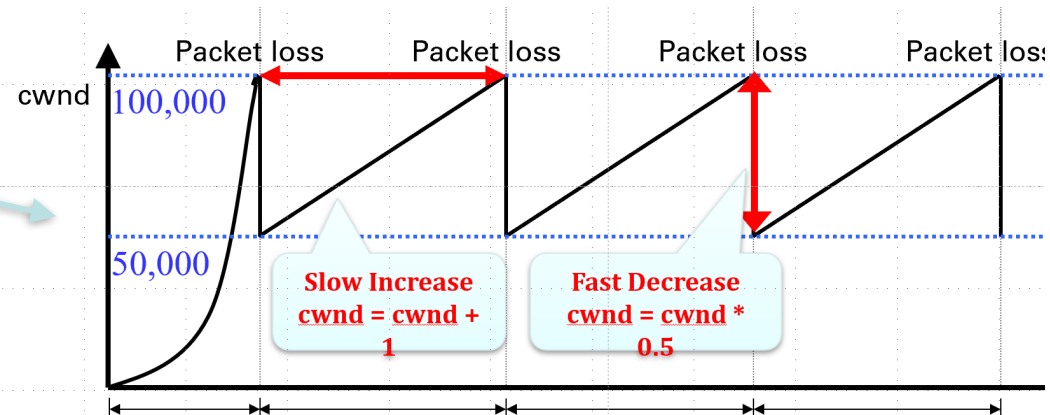 Packet loss Packet loss Packet loss Packet loss
cwnd
100,000
50,000
Slow Increase
cwnd = cwnd +
1
Fast Decrease
cwnd = cwnd *
0.5